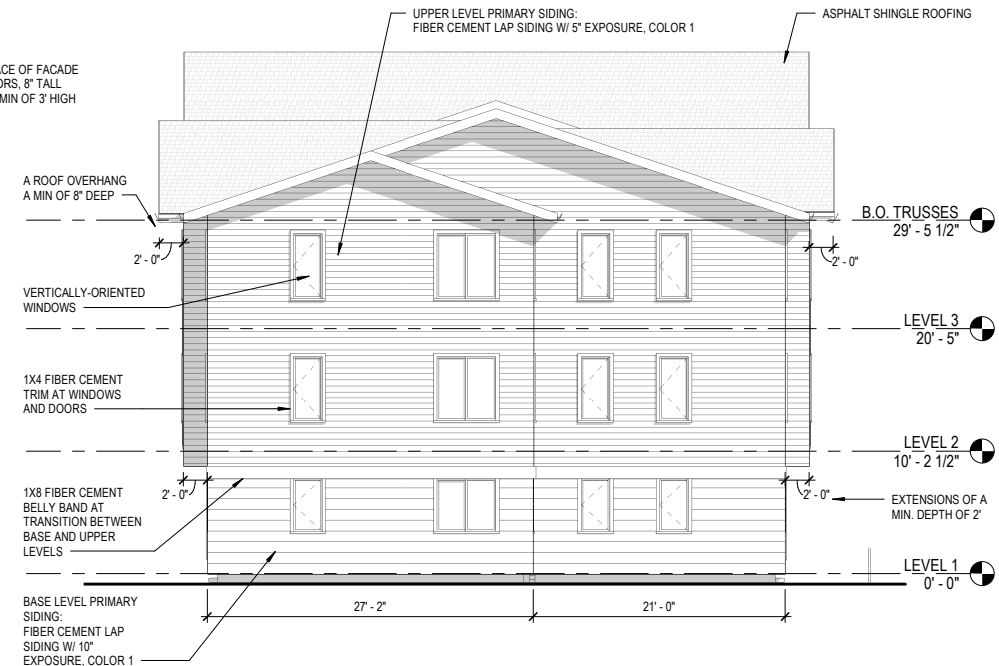 UPPER LEVEL PRIMARY SIDING:
FIBER CEMENT LAP SIDING W/ 5" EXPOSURE, COLOR 1
ASPHALT SHINGLE ROOFING
ACE OF FACADE
ORS, 8" TALL
MIN OF 3' HIGH
A ROOF OVERHANG
A MIN OF 8" DEEP
B.O. TRUSSES
29' - 5 1/2"
2' - 0"
2' - 0"
VERTICALLY-ORIENTED
WINDOWS
LEVEL 3
20' - 5"
1X4 FIBER CEMENT
TRIM AT WINDOWS
AND DOORS
LEVEL 2
10' - 2 1/2"
1X8 FIBER CEMENT
BELLY BAND AT
TRANSITION BETWEEN
BASE AND UPPER
LEVELS
2' - 0"
2' - 0"
EXTENSIONS OF A
MIN. DEPTH OF 2'
LEVEL 1
0' - 0"
BASE LEVEL PRIMARY
SIDING:
FIBER CEMENT LAP
SIDING W/ 10"
EXPOSURE, COLOR 1
27' - 2"
21' - 0"